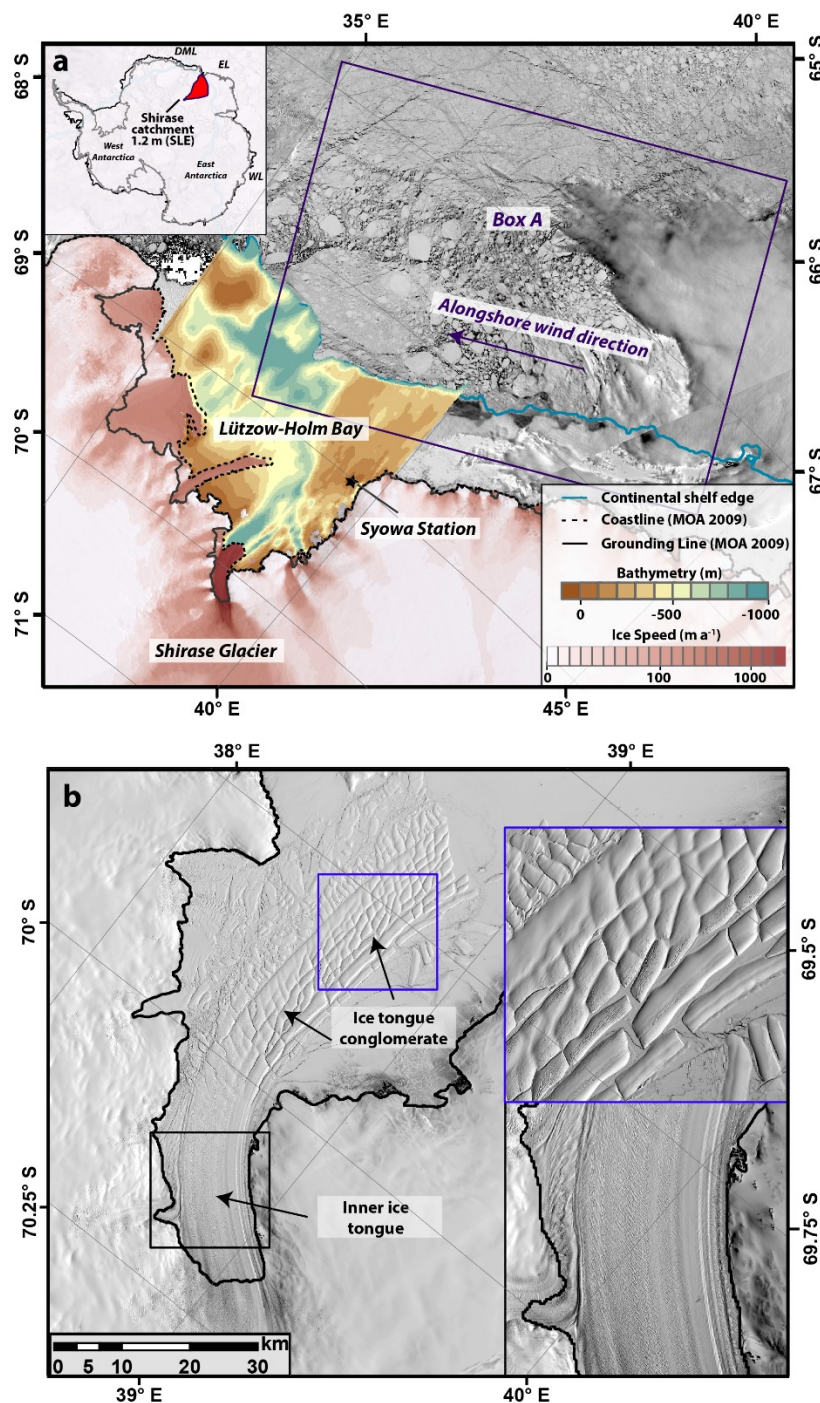 35° E
40° E
68° S
65° S
a
DML
EL
Shirase
catchment
1.2 m (SLE)
West
Antarctica
East
Antarctica
WL
Box A
69° S
66° S
Alongshore wind direction
Lützow-Holm Bay
70° S
67° S
Syowa Station
Continental shelf edge
Coastline (MOA 2009)
Grounding Line (MOA 2009)
Bathymetry (m)
0 -500 -1000
Ice Speed (m a⁻¹)
0 100 1000
71° S
Shirase Glacier
40° E
45° E
38° E
39° E
b
70° S
69.5° S
Ice tongue
conglomerate
70.25° S
Inner ice
tongue
69.75° S
km
0 5 10 20 30
39° E
40° E